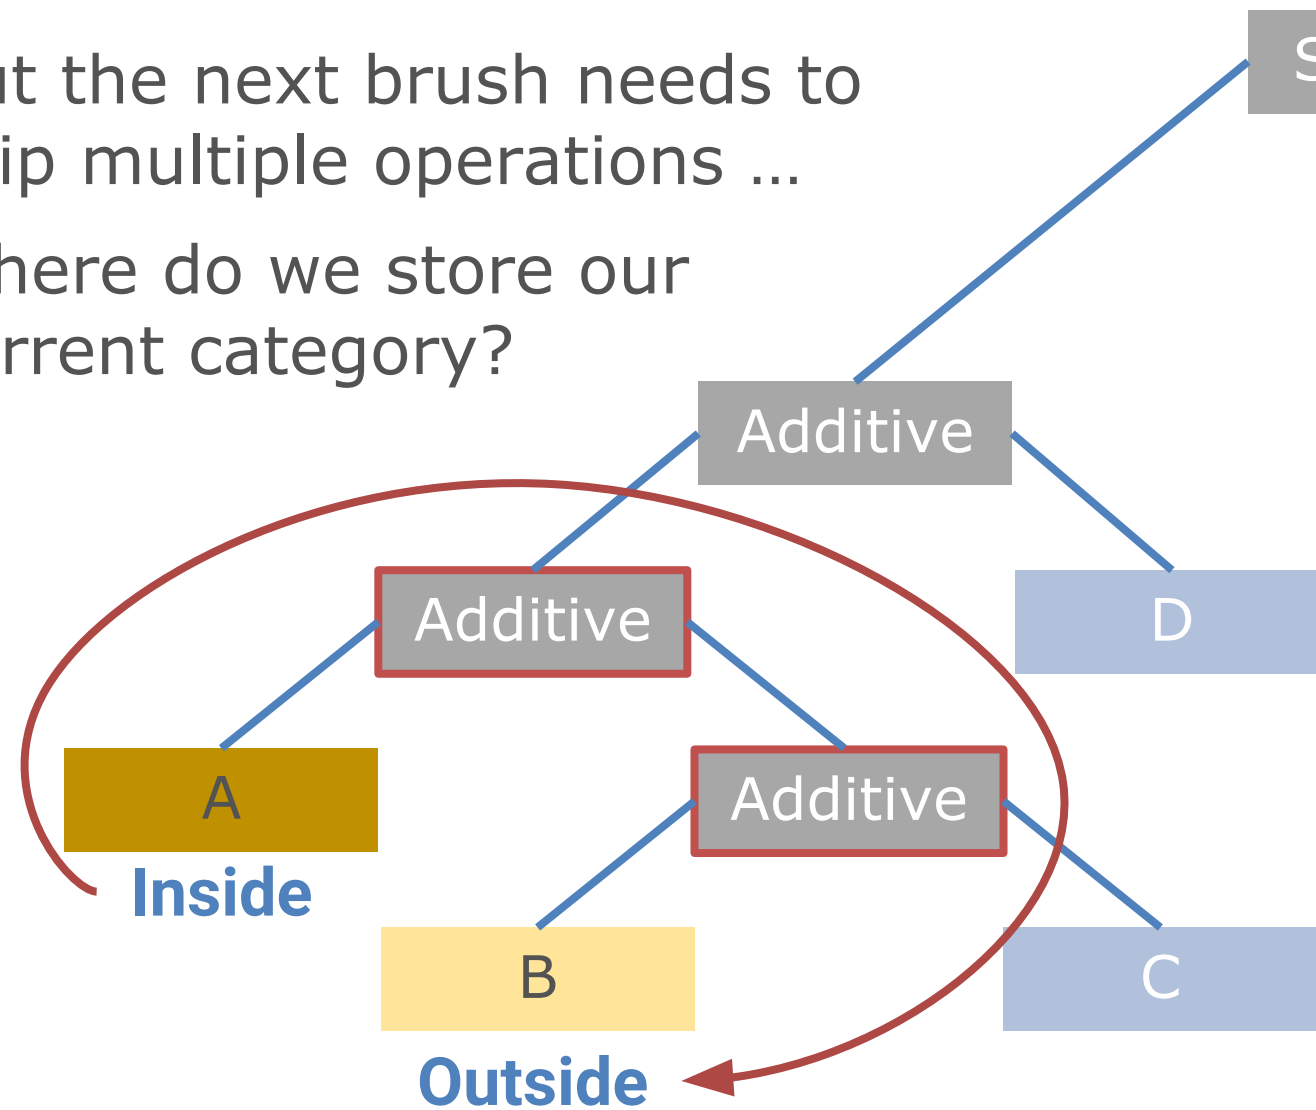 ut the next brush needs to
ip multiple operations …
here do we store our
rrent category?
S
Additive
Additive
D
A
Additive
Inside
B
C
Outside